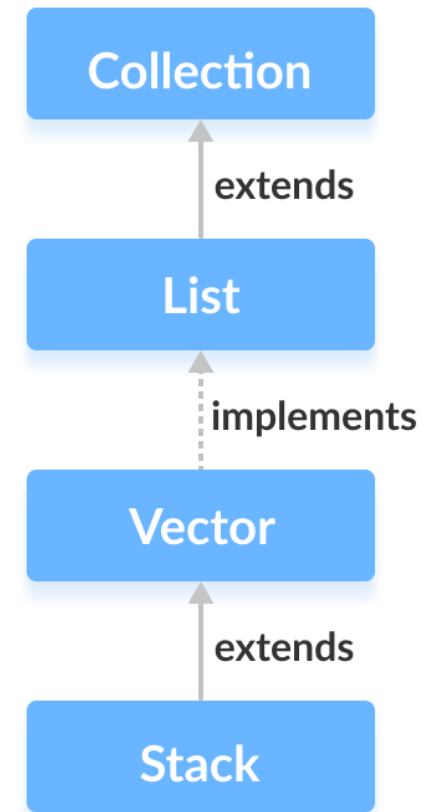 Collection
extends
List
implements
Vector
extends
Stack